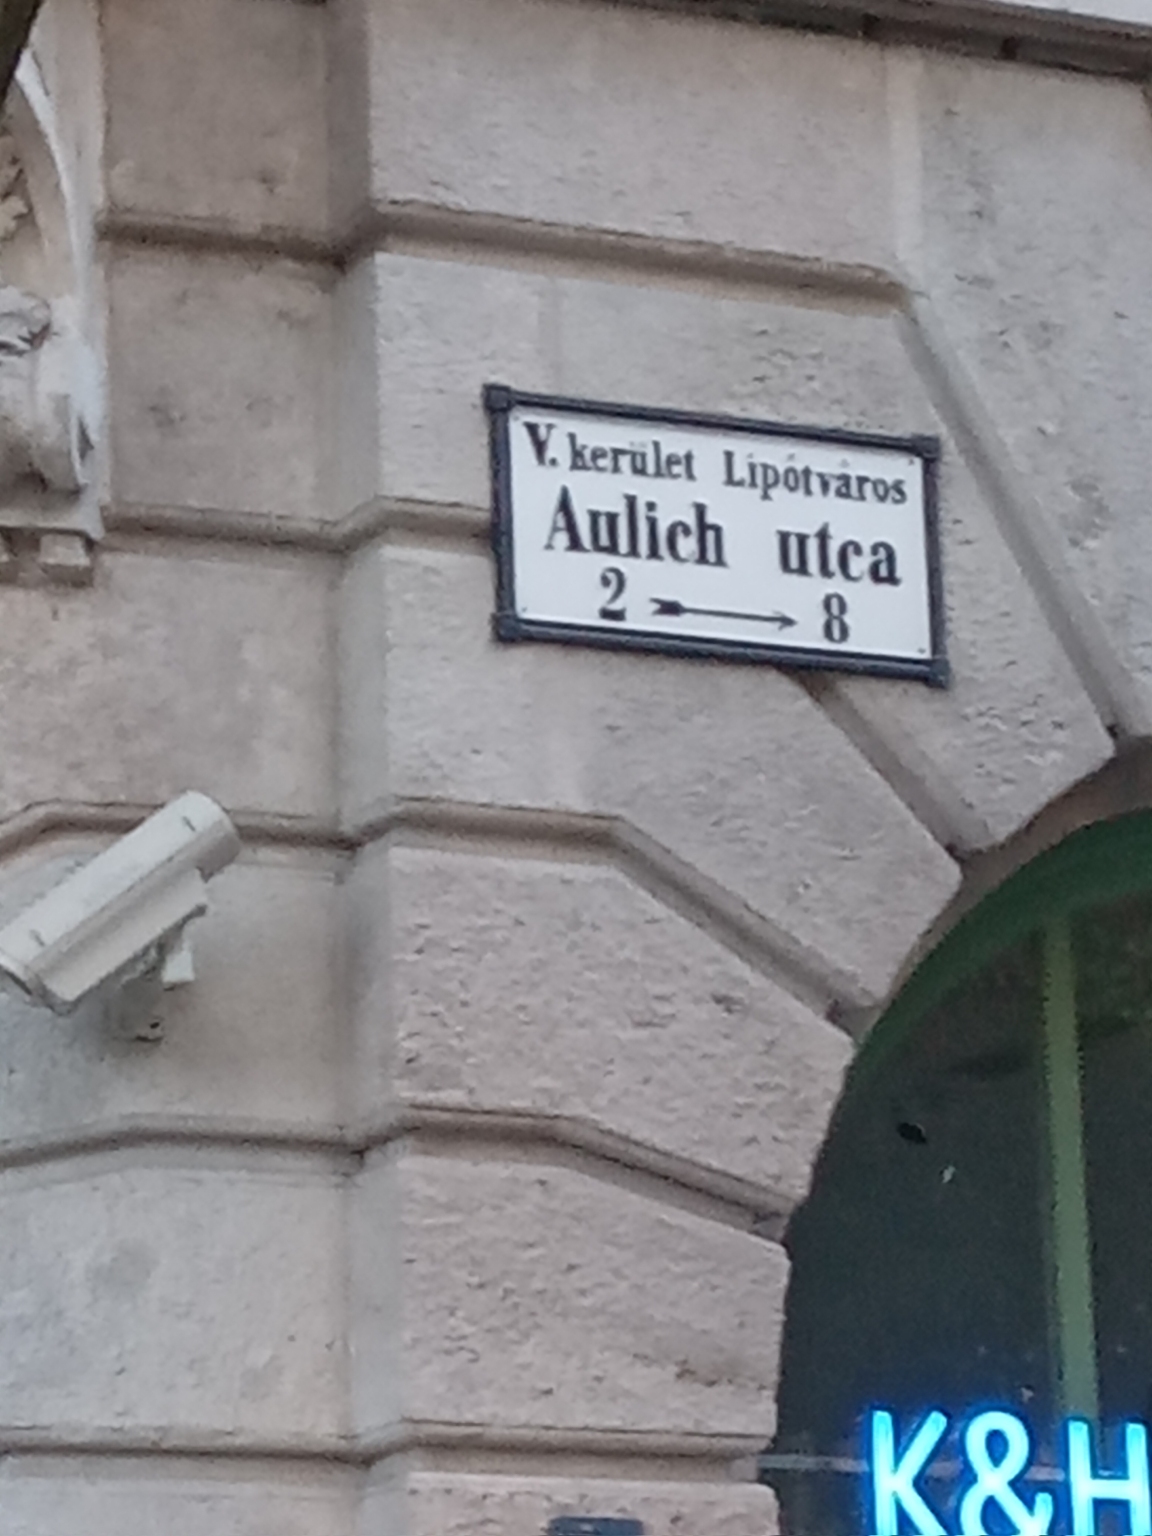 V. kerület Lipótváros
Aulich utca
2 → 8
K&H